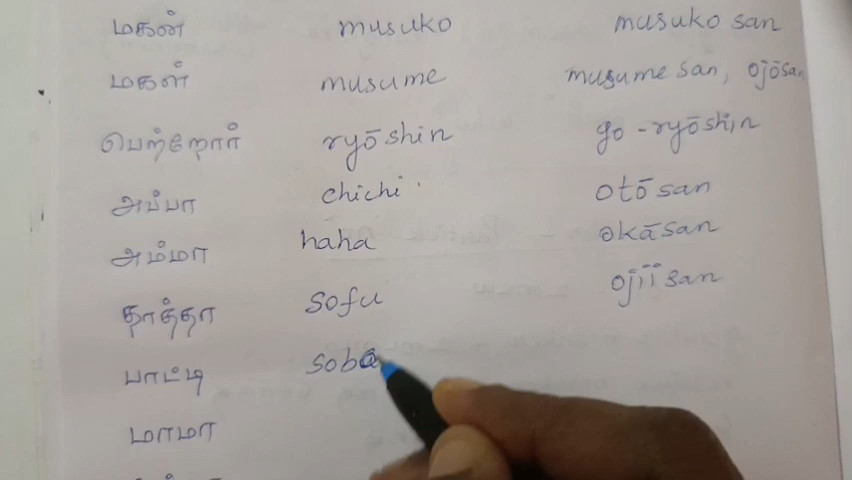 மகன் musuko musuko san
மகள் musume musume san, ojōsan
பெற்றோர் ryōshin go-ryōshin
அப்பா chichi otōsan
அம்மா haha okāsan
தாத்தா sofu ojiisan
பாட்டி soba
மாமா